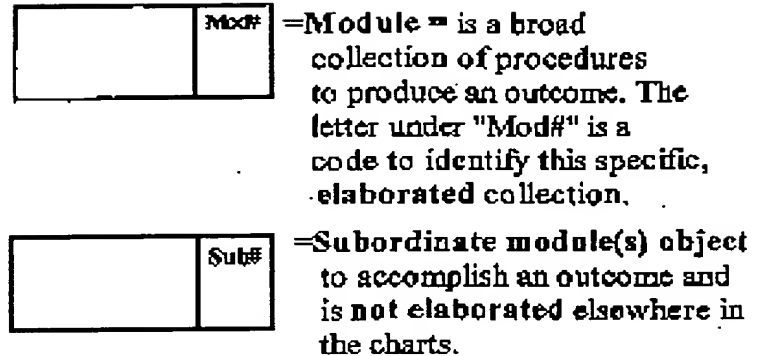 Mod# =Module = is a broad
collection of procedures
to produce an outcome. The
letter under "Mod#" is a
code to identify this specific,
elaborated collection.
Sub# =Subordinate module(s) object
to accomplish an outcome and
is not elaborated elsewhere in
the charts.